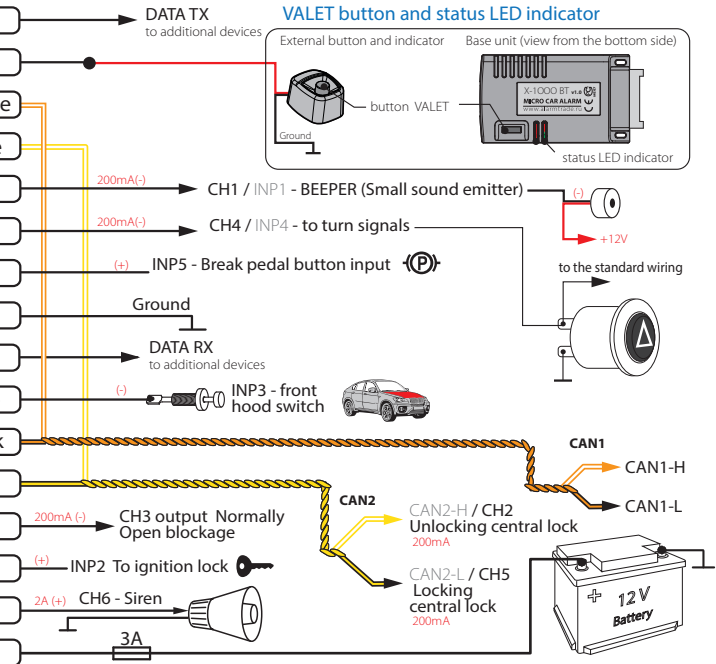 DATA TX
to additional devices
VALET button and status LED indicator
External button and indicator
Base unit (view from the bottom side)
X-1000 BT v1.0
MICRO CAR ALARM
www.alarmtrade.ru
button VALET
Ground
status LED indicator
e
e
200mA(-)
CH1 / INP1 - BEEPER (Small sound emitter)
(-)
+12V
200mA(-)
CH4 / INP4 - to turn signals
(+)
INP5 - Break pedal button input
(P)
to the standard wiring
Ground
DATA RX
to additional devices
(-)
INP3 - front
hood switch
k
CAN1
CAN1-H
CAN1-L
CAN2
CAN2-H / CH2
Unlocking central lock
200mA
200mA (-)
CH3 output Normally
Open blockage
(+)
INP2 To ignition lock
CAN2-L / CH5
Locking
central lock
200mA
+
12 V
Battery
2A (+)
CH6 - Siren
3A